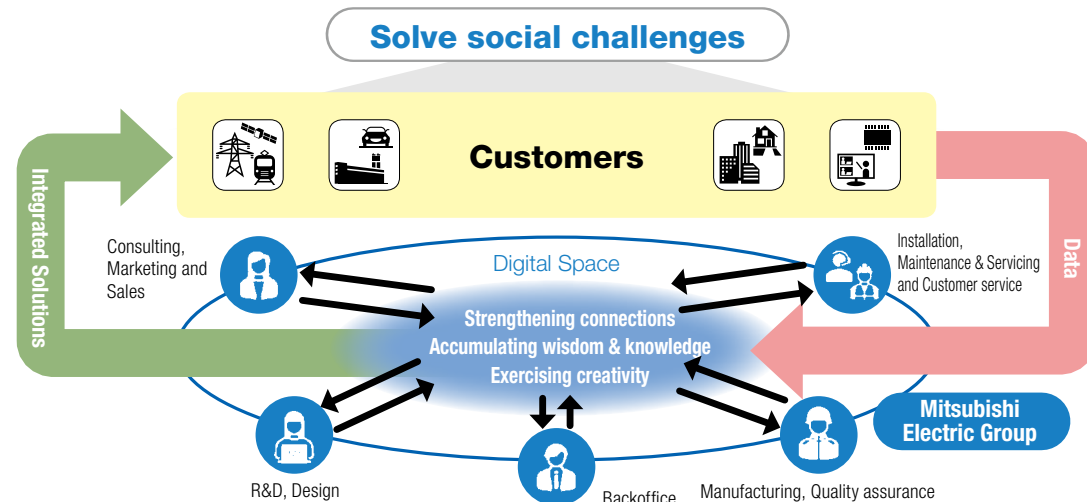 Solve social challenges
Customers
Integrated Solutions
Data
Consulting,
Marketing and
Sales
Digital Space
Installation,
Maintenance & Servicing
and Customer service
Strengthening connections
Accumulating wisdom & knowledge
Exercising creativity
Mitsubishi
Electric Group
R&D, Design
Backoffice
Manufacturing, Quality assurance